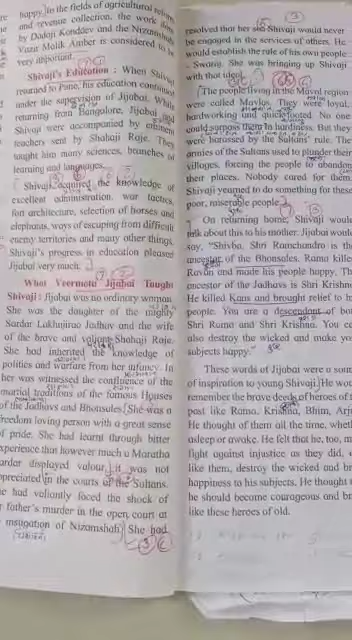 happy in the fields of agricultural reform
and revenue collection, the work done
by Dadoji Konddev and the Nizamshahi
Vazir Malik Amber is considered to be
very important.
Shivaji's Education : When Shivaji
returned to Pune, his education continued
under the supervision of Jijabai. While
returning from Bangalore, Jijabai and
Shivaji were accompanied by eminent
teachers sent by Shahaji Raje. They
taught him many sciences, branches of
learning and languages.
Shivaji acquired the knowledge of
excellent administration, war tactics,
fort architecture, selection of horses and
elephants, ways of escaping from difficult
enemy territories and many other things.
Shivaji's progress in education pleased
Jijabai very much.
What Veermata Jijabai Taught
Shivaji : Jijabai was no ordinary woman.
She was the daughter of the mighty
Sardar Lakhujirao Jadhav and the wife
of the brave and valiant Shahaji Raje.
She had inherited the knowledge of
politics and warfare from her infancy. In
her was witnessed the confluence of the
martial traditions of the famous Houses
of the Jadhavs and Bhonsales. She was a
freedom loving person with a great sense
of pride. She had learnt through bitter
experience that however much a Maratha
sardar displayed valour, it was not
appreciated in the courts of the Sultans.
She had valiantly faced the shock of
her father's murder in the open court at
the instigation of Nizamshah. She had
resolved that her son Shivaji would never
be engaged in the services of others. He
would establish the rule of his own people
- Swaraj. She was bringing up Shivaji
with that ideal.
The people living in the Maval region
were called Mavlas. They were loyal,
hardworking and quick-footed. No one
could surpass them in hardiness. But they
were harassed by the Sultans' rule. The
armies of the Sultans used to plunder their
villages, forcing the people to abandon
their places. Nobody cared for them.
Shivaji yearned to do something for these
poor, miserable people.
On returning home, Shivaji would
talk about this to his mother. Jijabai would
say, "Shivba, Shri Ramchandra is the
ancestor of the Bhonsales. Rama killed
Ravan and made his people happy. The
ancestor of the Jadhavs is Shri Krishna.
He killed Kans and brought relief to his
people. You are a descendant of both
Shri Rama and Shri Krishna. You can
also destroy the wicked and make your
subjects happy."
These words of Jijabai were a source
of inspiration to young Shivaji. He would
remember the brave deeds of heroes of the
past like Rama, Krishna, Bhim, Arjun.
He thought of them all the time, whether
asleep or awake. He felt that he, too, must
fight against injustice as they did,
like them, destroy the wicked and bring
happiness to his subjects. He thought that
he should become courageous and brave
like these heroes of old.